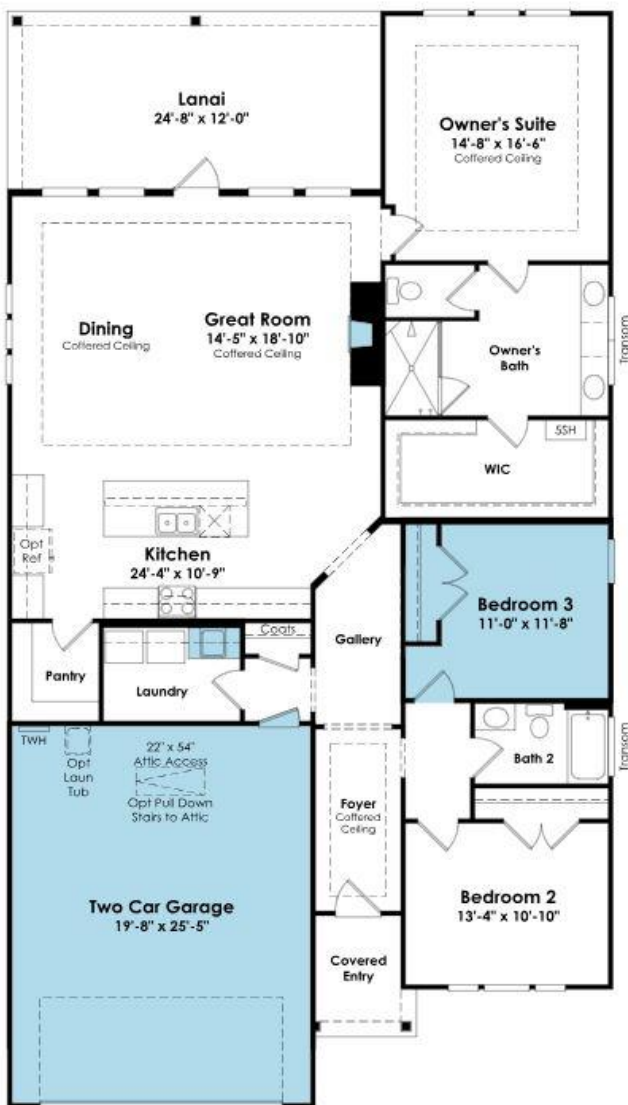 Lanai
24'-8" x 12'-0"
Owner's Suite
14'-8" x 16'-6"
Coffered Ceiling
Dining
Coffered Ceiling
Great Room
14'-5" x 18'-10"
Coffered Ceiling
Owner's
Bath
Transom
SSH
WIC
Opt
Ref
Kitchen
24'-4" x 10'-9"
Bedroom 3
11'-0" x 11'-8"
Coats
Gallery
Pantry
Laundry
TWH
Opt
Laun
Tub
22" x 54"
Attic Access
Opt Pull Down
Stairs to Attic
Bath 2
Transom
Foyer
Coffered
Ceiling
Two Car Garage
19'-8" x 25'-5"
Bedroom 2
13'-4" x 10'-10"
Covered
Entry